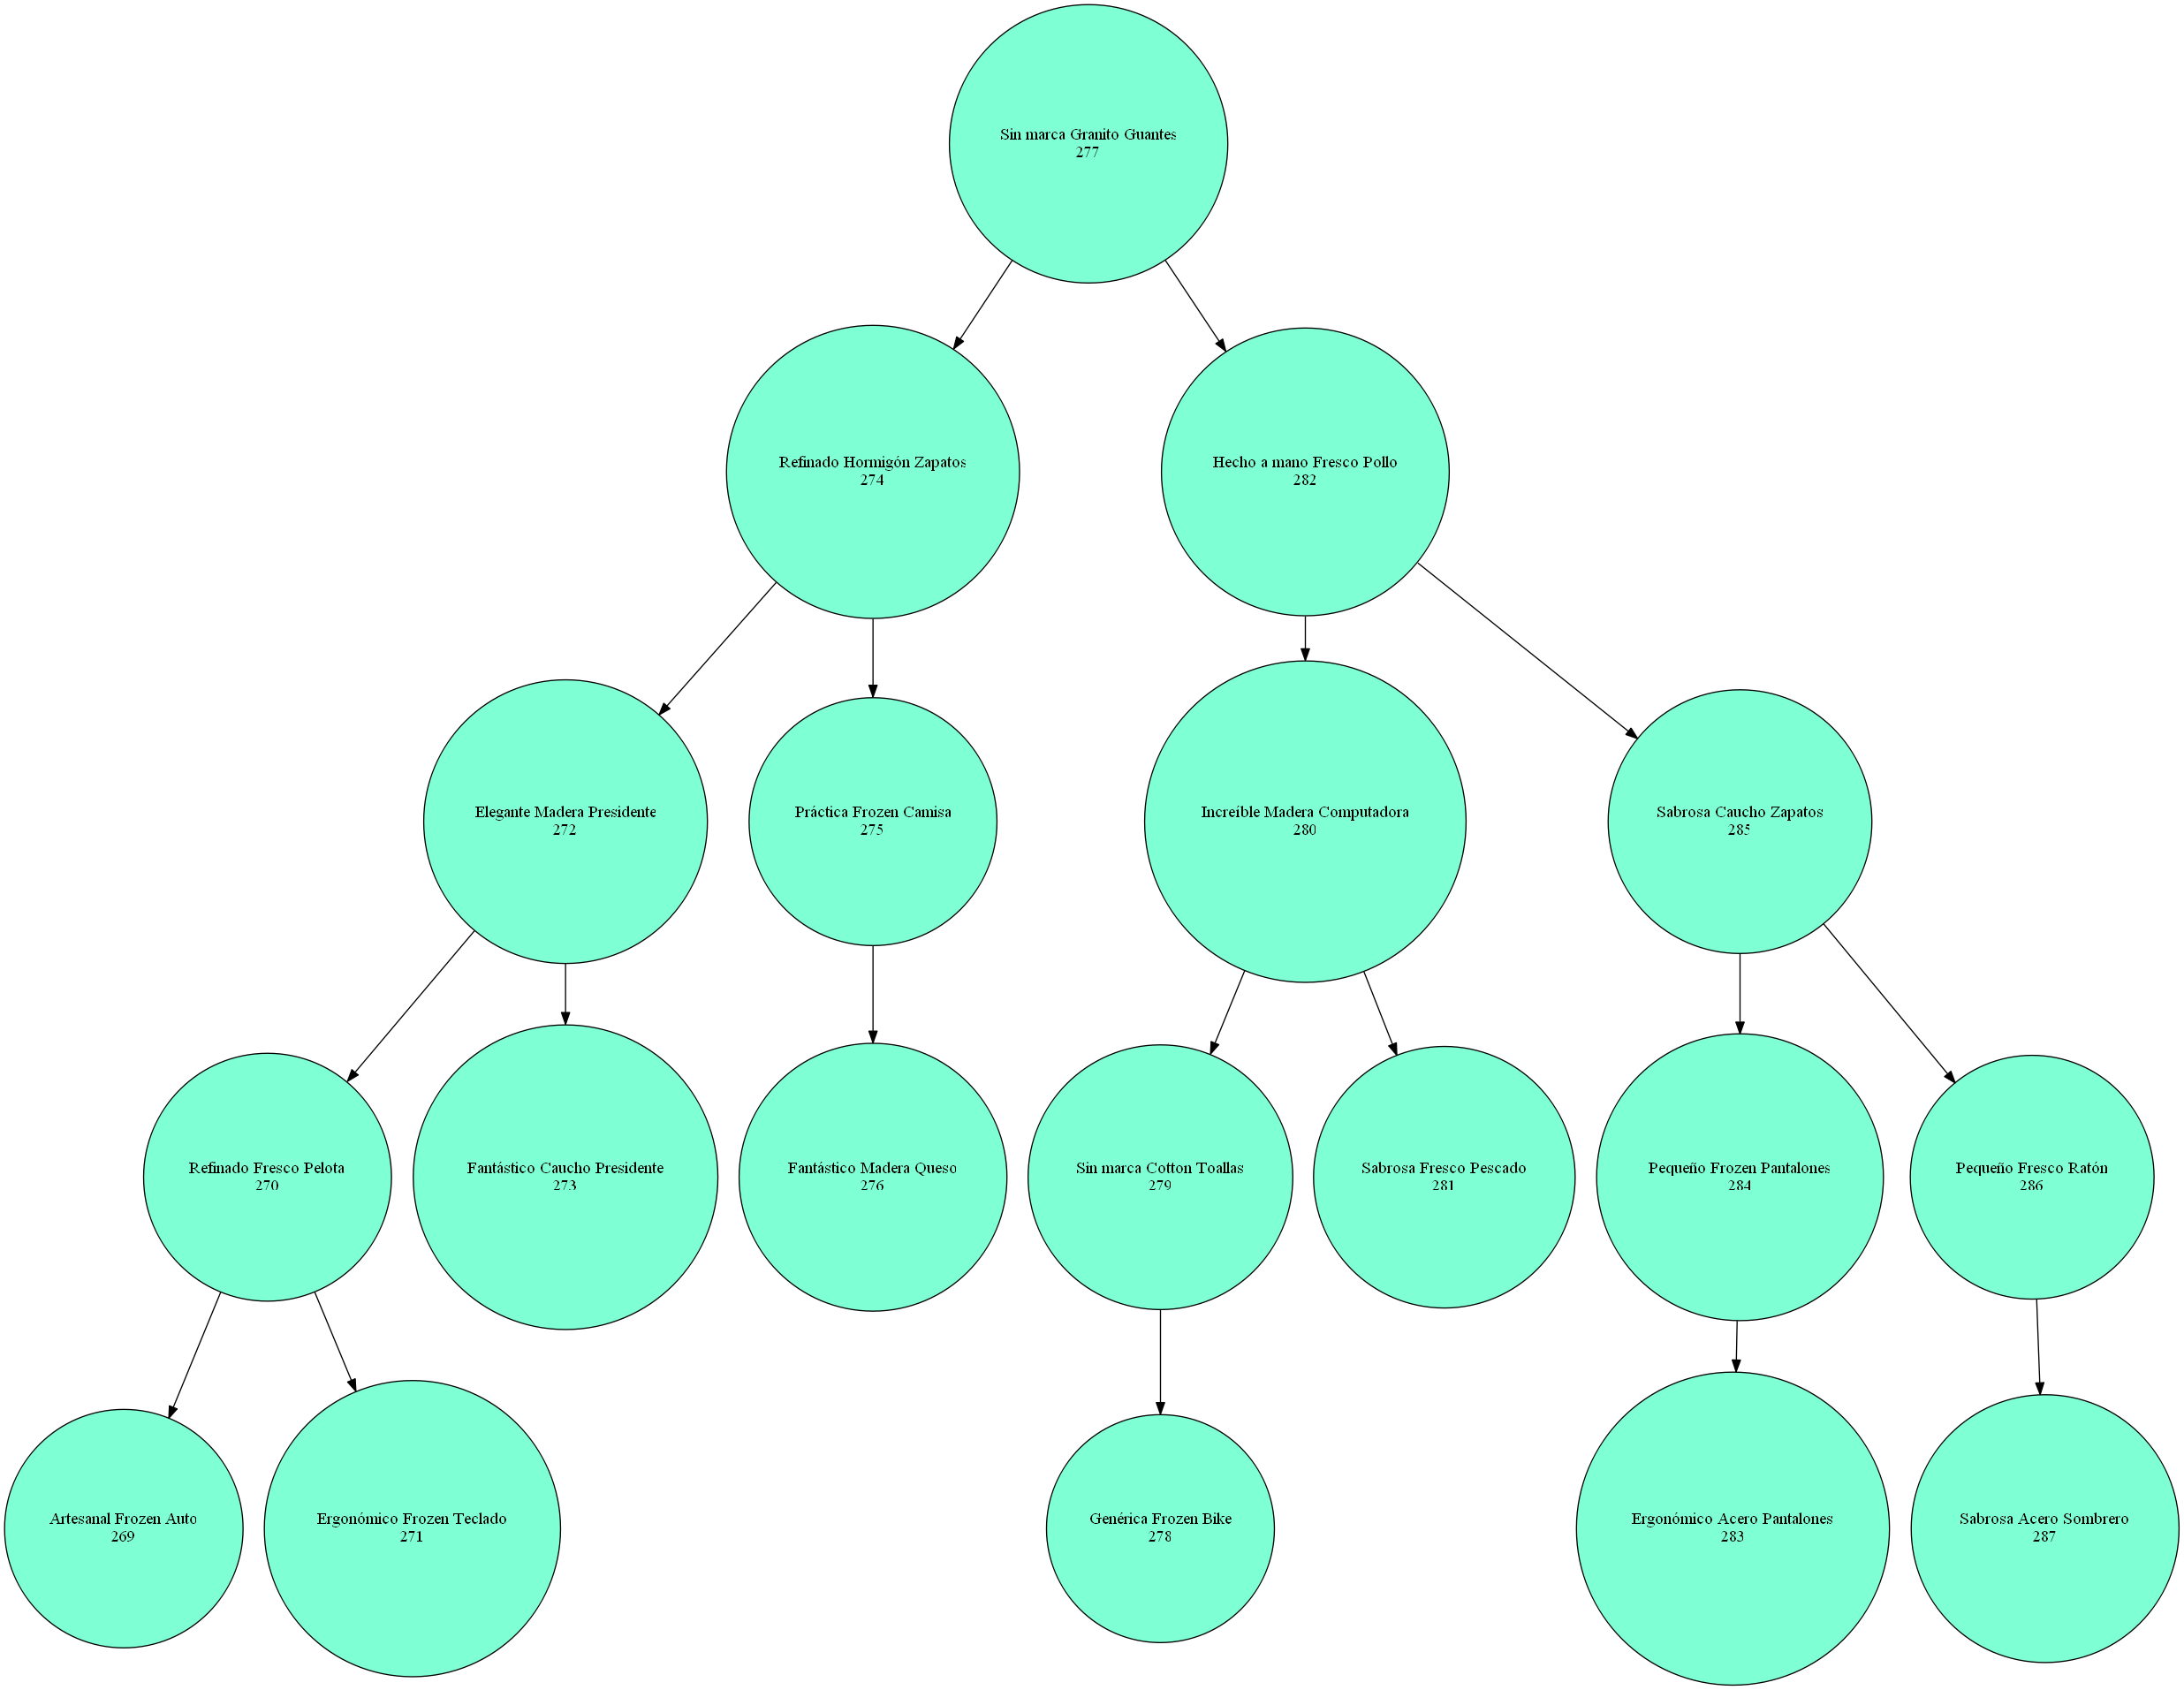 Sin marca Granito Guantes
277
Refinado Hormigón Zapatos
274
Hecho a mano Fresco Pollo
282
Elegante Madera Presidente
272
Práctica Frozen Camisa
275
Increíble Madera Computadora
280
Sabrosa Caucho Zapatos
285
Refinado Fresco Pelota
270
Fantástico Caucho Presidente
273
Fantástico Madera Queso
276
Sin marca Cotton Toallas
279
Sabrosa Fresco Pescado
281
Pequeño Frozen Pantalones
284
Pequeño Fresco Ratón
286
Artesanal Frozen Auto
269
Ergonómico Frozen Teclado
271
Genérica Frozen Bike
278
Ergonómico Acero Pantalones
283
Sabrosa Acero Sombrero
287